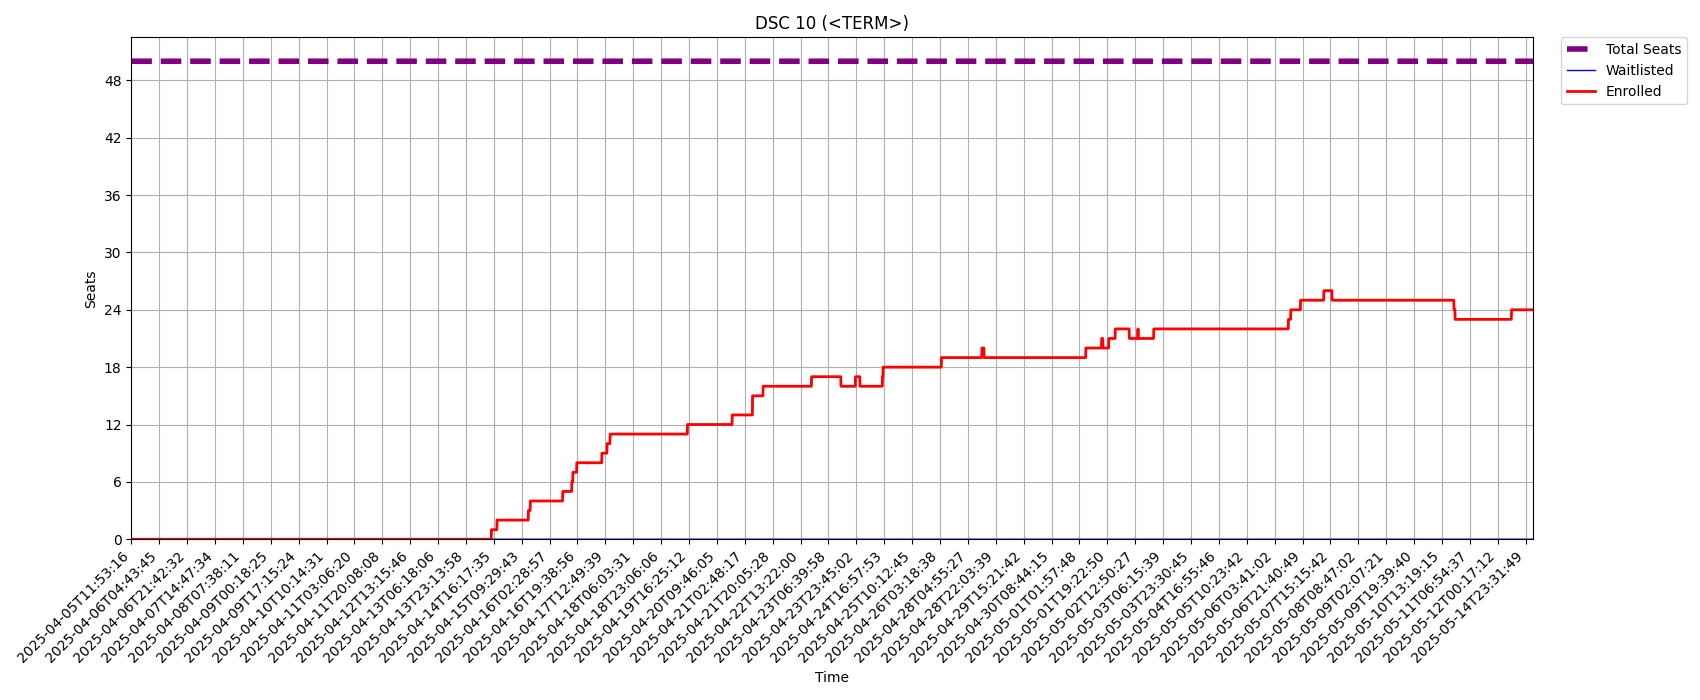 DSC 10 (<TERM>)
Total Seats
Waitlisted
Enrolled
Seats
48
42
36
30
24
18
12
6
0
2025-04-05T11:53:16
2025-04-06T04:43:45
2025-04-06T21:42:32
2025-04-07T14:47:34
2025-04-08T07:38:11
2025-04-09T00:18:25
2025-04-09T17:15:24
2025-04-10T10:14:31
2025-04-11T03:06:20
2025-04-11T20:08:08
2025-04-12T13:15:46
2025-04-13T06:18:06
2025-04-13T23:13:58
2025-04-14T16:17:35
2025-04-15T09:29:43
2025-04-16T02:28:57
2025-04-16T19:38:56
2025-04-17T12:49:39
2025-04-18T06:03:31
2025-04-18T23:06:06
2025-04-19T16:25:12
2025-04-20T09:46:05
2025-04-21T02:48:17
2025-04-21T20:05:28
2025-04-22T13:22:00
2025-04-23T06:39:58
2025-04-23T23:45:02
2025-04-24T16:57:53
2025-04-25T10:12:45
2025-04-26T03:18:38
2025-04-28T04:55:27
2025-04-28T22:03:39
2025-04-29T15:21:42
2025-04-30T08:44:15
2025-05-01T01:57:48
2025-05-01T19:22:50
2025-05-02T12:50:27
2025-05-03T06:15:39
2025-05-03T23:30:45
2025-05-04T16:55:46
2025-05-05T10:23:42
2025-05-06T03:41:02
2025-05-06T21:40:49
2025-05-07T15:15:42
2025-05-08T08:47:02
2025-05-09T02:07:21
2025-05-09T19:39:40
2025-05-10T13:19:15
2025-05-11T06:54:37
2025-05-12T00:17:12
2025-05-14T23:31:49
Time